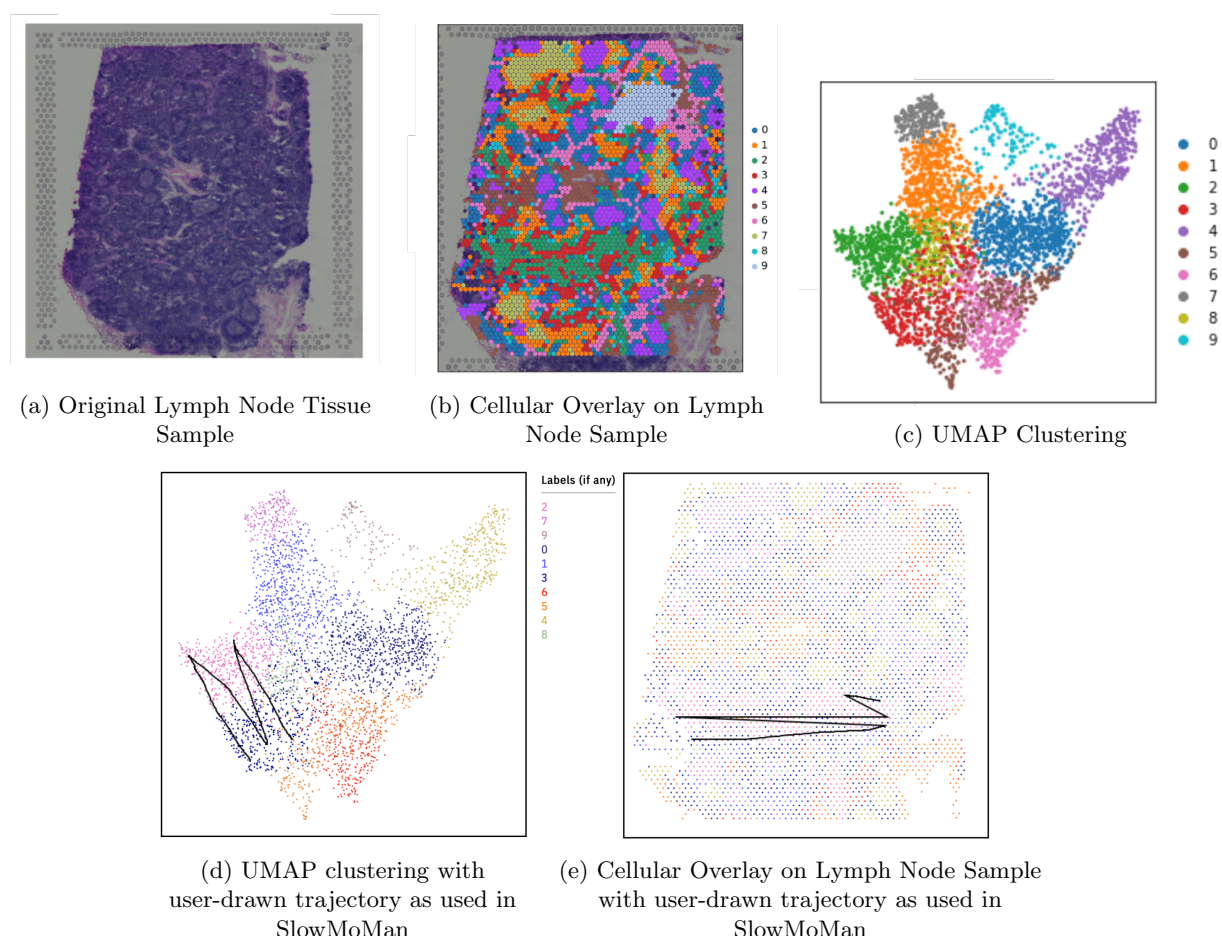 0
1
2
3
4
5
6
7
8
9
0
1
2
3
4
5
6
7
8
9
(a) Original Lymph Node Tissue
Sample
(b) Cellular Overlay on Lymph
Node Sample
(c) UMAP Clustering
Labels (if any)
2
7
9
0
1
3
6
5
4
8
(d) UMAP clustering with
user-drawn trajectory as used in
SlowMoMan
(e) Cellular Overlay on Lymph Node Sample
with user-drawn trajectory as used in
SlowMoMan